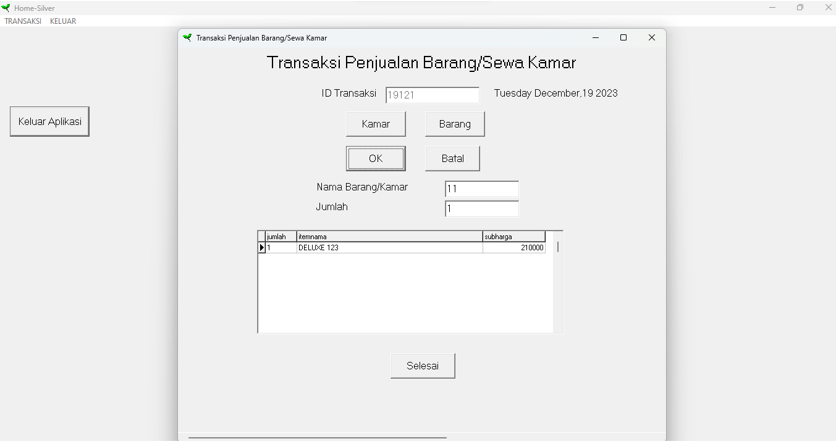 Home-Silver
TRANSAKSI KELUAR
Transaksi Penjualan Barang/Sewa Kamar
Transaksi Penjualan Barang/Sewa Kamar
ID Transaksi 19121 Tuesday December,19 2023
Keluar Aplikasi
Kamar Barang
OK Batal
Nama Barang/Kamar 11
Jumlah 1
jumlah itemnama subharga
1 DELUXE 123 210000
Selesai